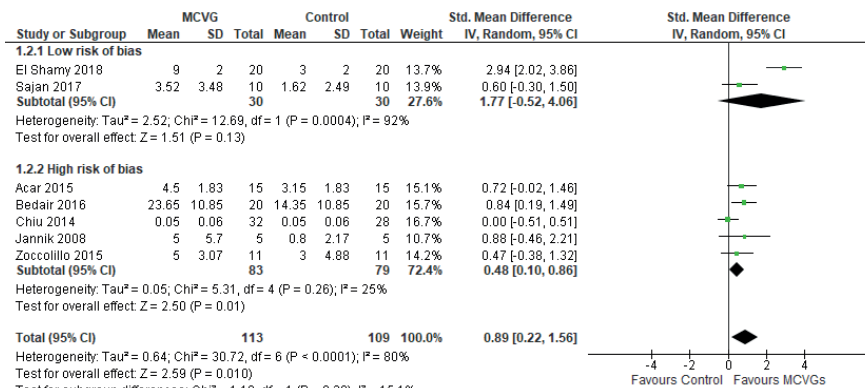 MCVG Control Std. Mean Difference Std. Mean Difference
Study or Subgroup Mean SD Total Mean SD Total Weight IV, Random, 95% CI IV, Random, 95% CI
1.2.1 Low risk of bias
El Shamy 2018 9 2 20 3 2 20 13.7% 2.94 [2.02, 3.86]
Sajan 2017 3.52 3.48 10 1.62 2.49 10 13.9% 0.60 [-0.30, 1.50]
Subtotal (95% CI) 30 30 27.6% 1.77 [-0.52, 4.06]
Heterogeneity: Tau² = 2.52; Chi² = 12.69, df = 1 (P = 0.0004); I² = 92%
Test for overall effect: Z = 1.51 (P = 0.13)
1.2.2 High risk of bias
Acar 2015 4.5 1.83 15 3.15 1.83 15 15.1% 0.72 [-0.02, 1.46]
Bedair 2016 23.65 10.85 20 14.35 10.85 20 15.9% 0.84 [0.19, 1.49]
Chiu 2014 0.05 0.06 32 0.05 0.06 28 16.5% 0.00 [-0.51, 0.51]
Jannik 2008 5 5.7 5 0.8 2.17 5 10.7% 0.88 [-0.46, 2.21]
Zoccolillo 2015 5 3.07 11 3 4.88 11 14.2% 0.47 [-0.38, 1.32]
Subtotal (95% CI) 83 79 72.4% 0.48 [0.10, 0.86]
Heterogeneity: Tau² = 0.05; Chi² = 5.31, df = 4 (P = 0.26); I² = 25%
Test for overall effect: Z = 2.50 (P = 0.01)
Total (95% CI) 113 109 100.0% 0.89 [0.22, 1.56]
Heterogeneity: Tau² = 0.64; Chi² = 30.72, df = 6 (P < 0.0001); I² = 80%
Test for overall effect: Z = 2.59 (P = 0.010)
-4 -2 0 2 4
Favours Control Favours MCVGs